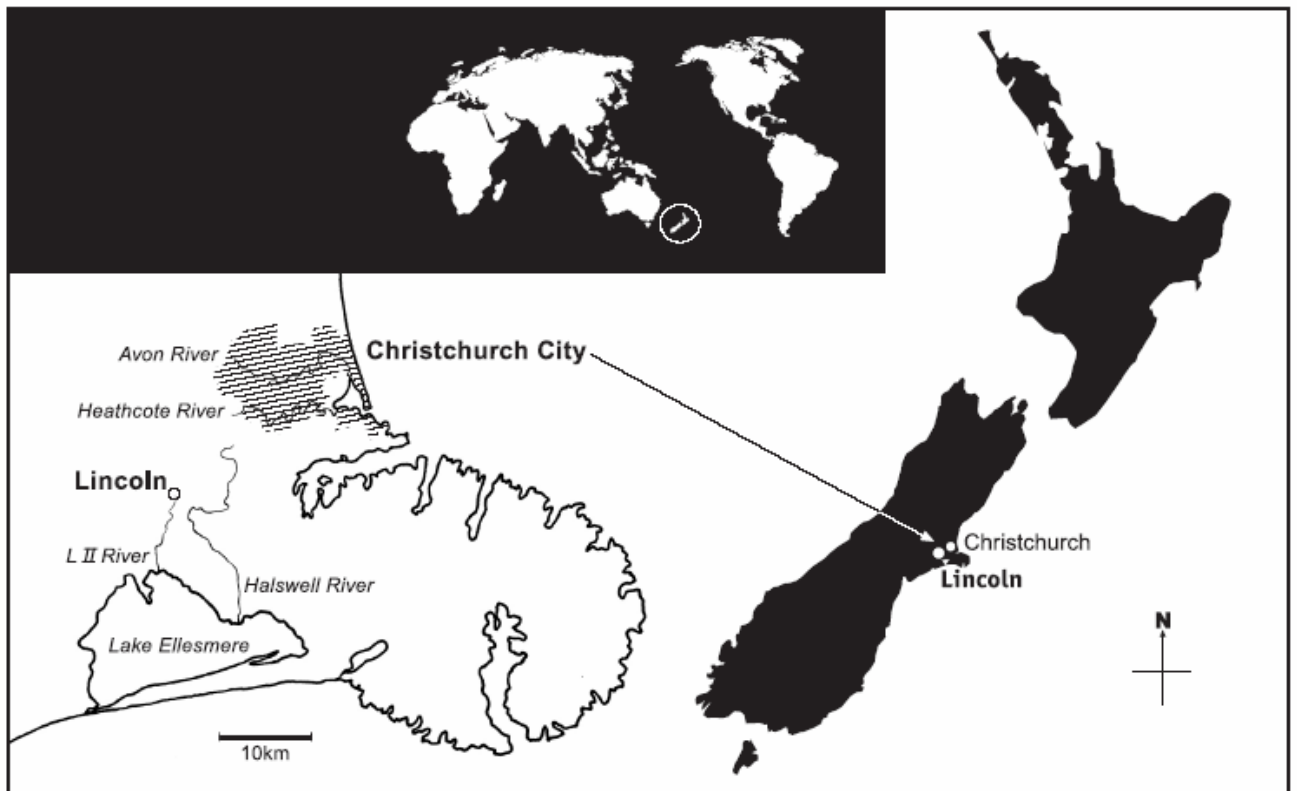 Avon River
Christchurch City
Heathcote River
Lincoln
L II River
Halswell River
Lake Ellesmere
10km
Christchurch
Lincoln
N